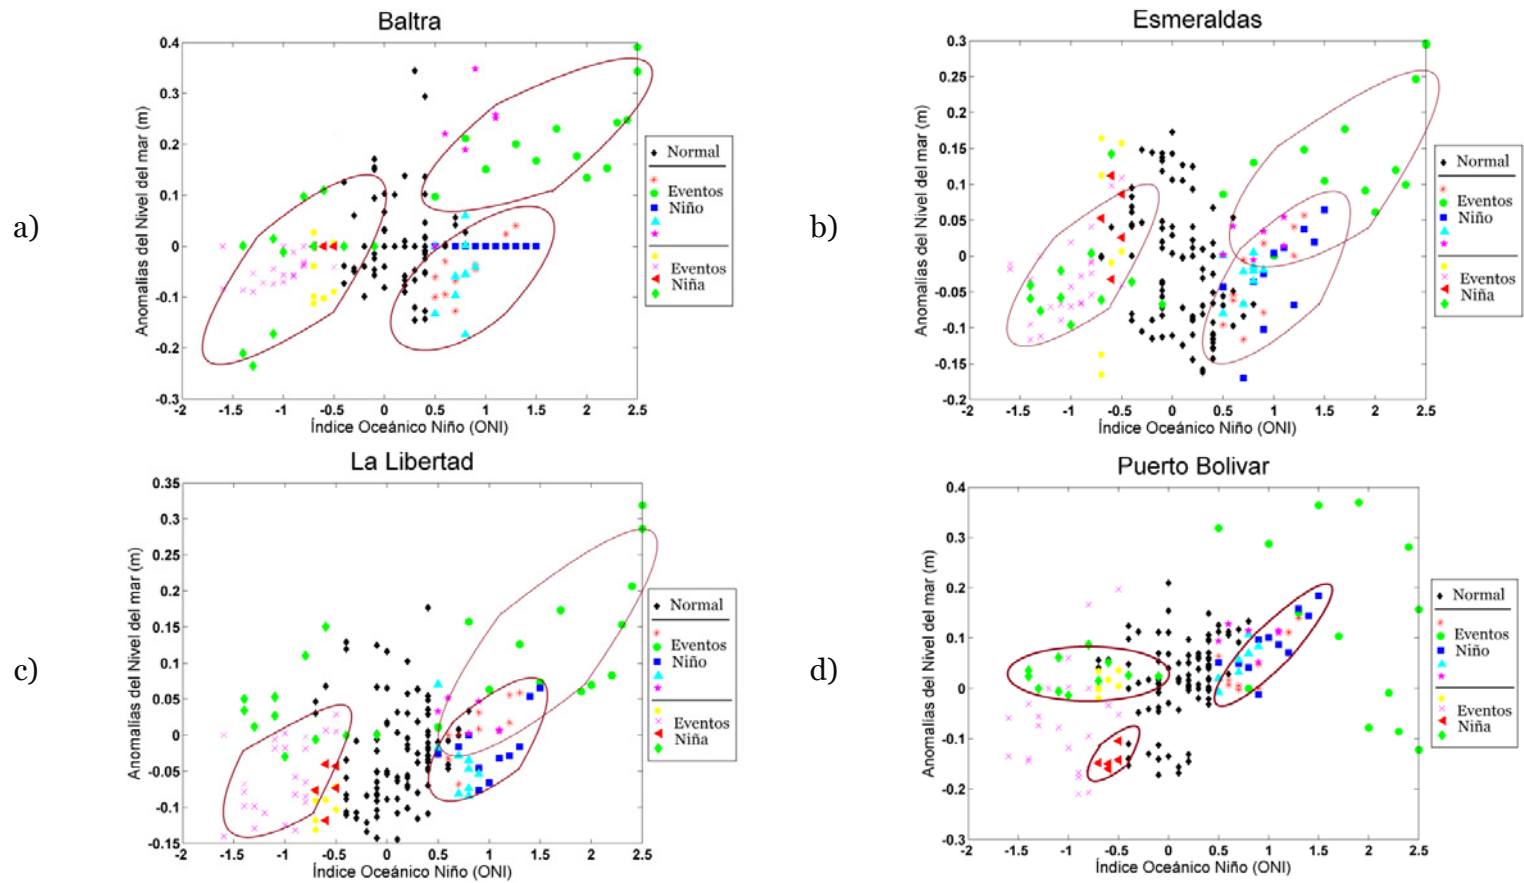 a)
Baltra
Anomalías del Nivel del mar (m)
0.4
0.3
0.2
0.1
0
-0.1
-0.2
-0.3
-2 -1.5 -1 -0.5 0 0.5 1 1.5 2 2.5
Índice Oceánico Niño (ONI)
Normal
Eventos
Niño
Eventos
Niña
b)
Esmeraldas
Anomalías del Nivel del mar (m)
0.3
0.25
0.2
0.15
0.1
0.05
0
-0.05
-0.1
-0.15
-0.2
-2 -1.5 -1 -0.5 0 0.5 1 1.5 2 2.5
Índice Oceánico Niño (ONI)
Normal
Eventos
Niño
Eventos
Niña
c)
La Libertad
Anomalías del Nivel del mar (m)
0.35
0.3
0.25
0.2
0.15
0.1
0.05
0
-0.05
-0.1
-0.15
-2 -1.5 -1 -0.5 0 0.5 1 1.5 2 2.5
Índice Oceánico Niño (ONI)
Normal
Eventos
Niño
Eventos
Niña
d)
Puerto Bolivar
Anomalías del Nivel del mar (m)
0.4
0.3
0.2
0.1
0
-0.1
-0.2
-0.3
-2 -1.5 -1 -0.5 0 0.5 1 1.5 2 2.5
Índice Oceánico Niño (ONI)
Normal
Eventos
Niño
Eventos
Niña